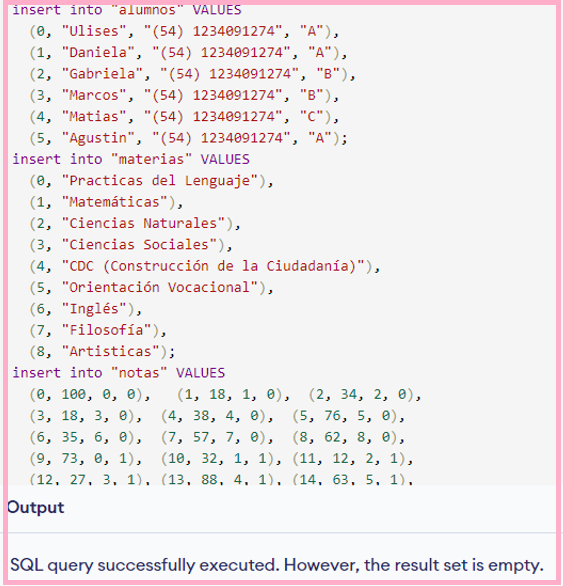 insert into "alumnos" VALUES
(0, "Ulises", "(54) 1234091274", "A"),
(1, "Daniela", "(54) 1234091274", "A"),
(2, "Gabriela", "(54) 1234091274", "B"),
(3, "Marcos", "(54) 1234091274", "B"),
(4, "Matias", "(54) 1234091274", "C"),
(5, "Agustin", "(54) 1234091274", "A");
insert into "materias" VALUES
(0, "Practicas del Lenguaje"),
(1, "Matemáticas"),
(2, "Ciencias Naturales"),
(3, "Ciencias Sociales"),
(4, "CDC (Construcción de la Ciudadanía)"),
(5, "Orientación Vocacional"),
(6, "Inglés"),
(7, "Filosofía"),
(8, "Artisticas");
insert into "notas" VALUES
(0, 100, 0, 0), (1, 18, 1, 0), (2, 34, 2, 0),
(3, 18, 3, 0), (4, 38, 4, 0), (5, 76, 5, 0),
(6, 35, 6, 0), (7, 57, 7, 0), (8, 62, 8, 0),
(9, 73, 0, 1), (10, 32, 1, 1), (11, 12, 2, 1),
(12, 27, 3, 1), (13, 88, 4, 1), (14, 63, 5, 1),
Output
SQL query successfully executed. However, the result set is empty.